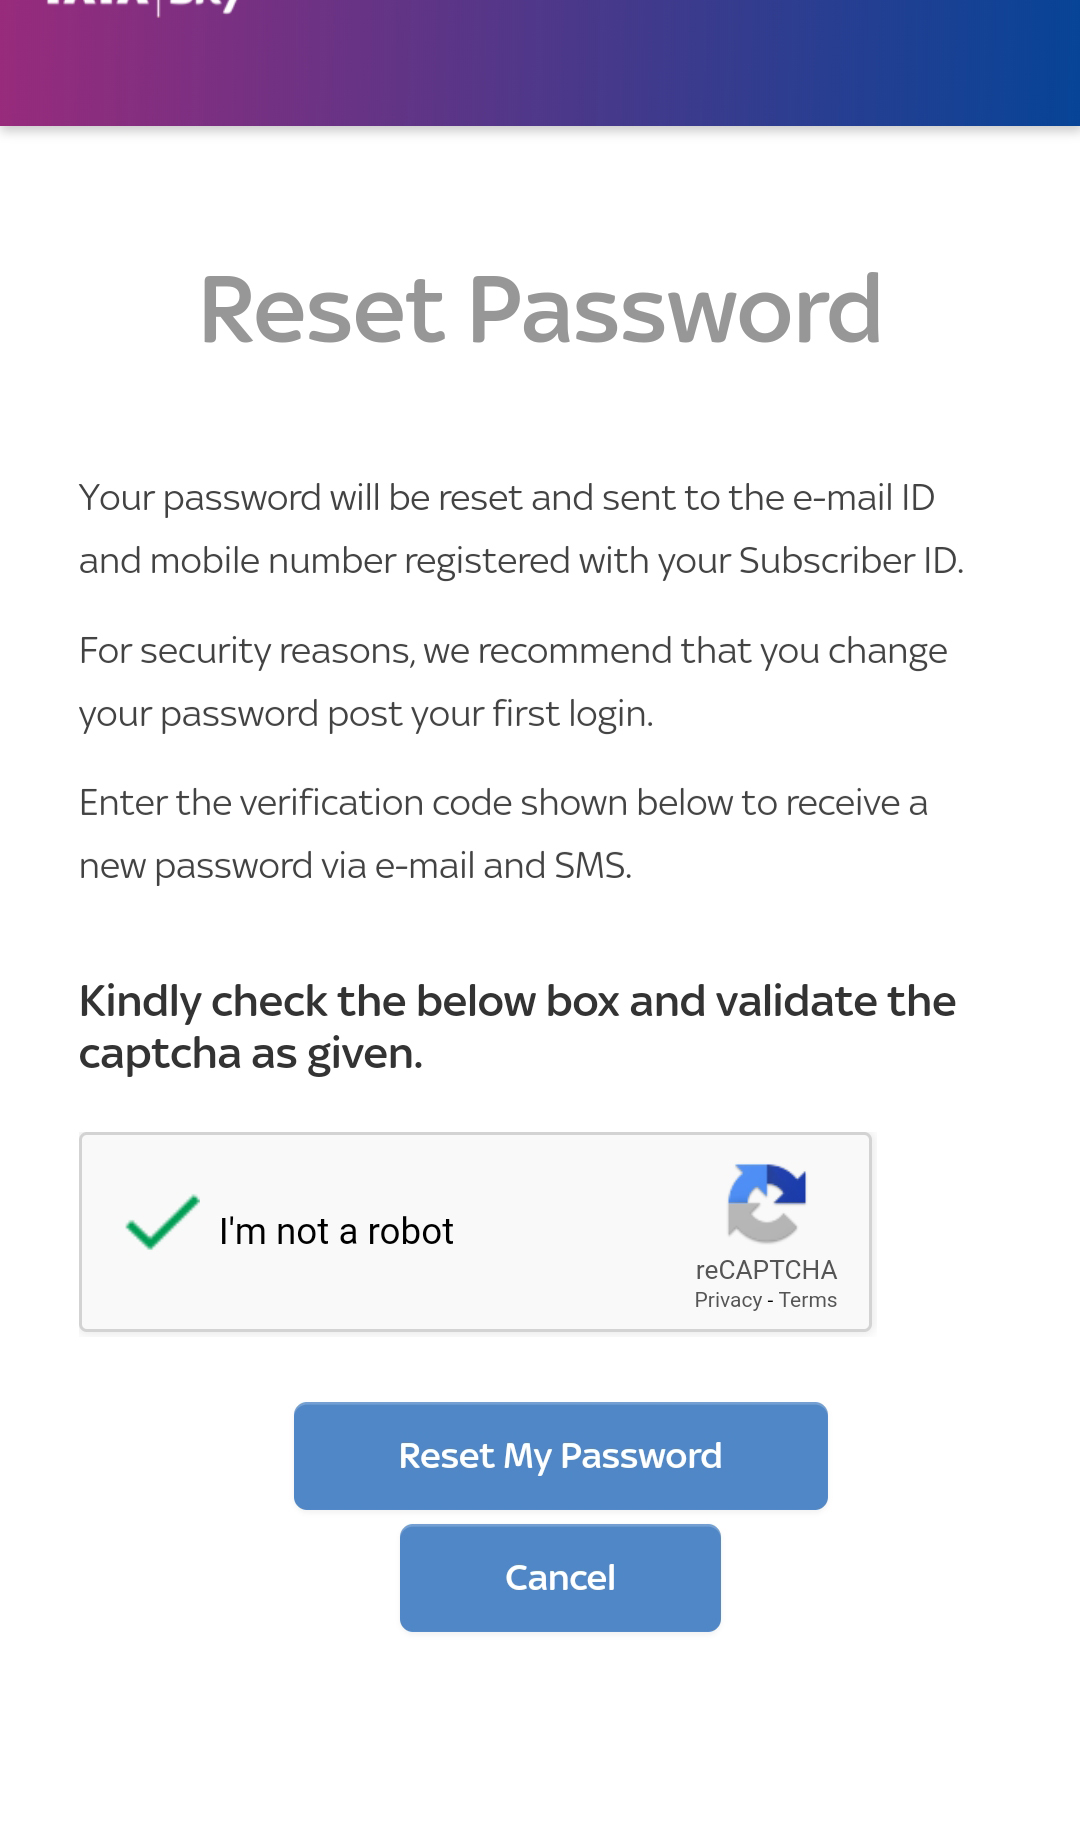 TATA | Sky
Reset Password
Your password will be reset and sent to the e-mail ID
and mobile number registered with your Subscriber ID.
For security reasons, we recommend that you change
your password post your first login.
Enter the verification code shown below to receive a
new password via e-mail and SMS.
Kindly check the below box and validate the
captcha as given.
I'm not a robot
reCAPTCHA
Privacy - Terms
Reset My Password
Cancel